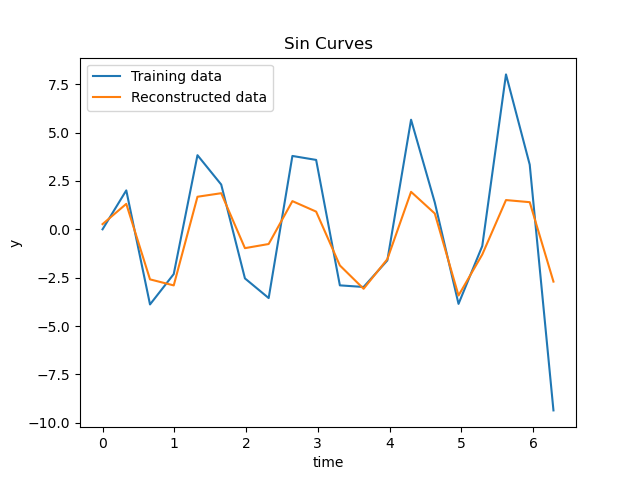 Sin Curves
Training data
Reconstructed data
7.5
5.0
2.5
0.0
−2.5
−5.0
−7.5
−10.0
y
0 1 2 3 4 5 6
time